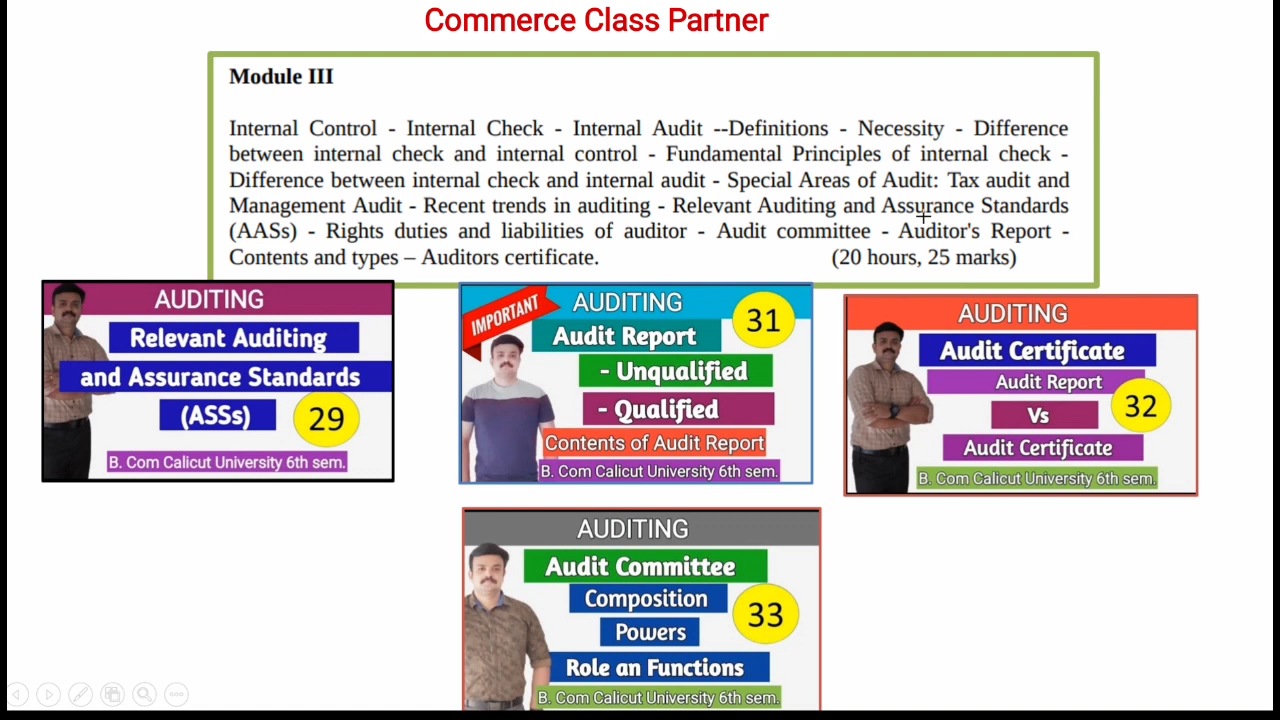 Commerce Class Partner
Module III
Internal Control - Internal Check - Internal Audit --Definitions - Necessity - Difference
between internal check and internal control - Fundamental Principles of internal check -
Difference between internal check and internal audit - Special Areas of Audit: Tax audit and
Management Audit - Recent trends in auditing - Relevant Auditing and Assurance Standards
(AASs) - Rights duties and liabilities of auditor - Audit committee - Auditor's Report -
Contents and types – Auditors certificate. (20 hours, 25 marks)
AUDITING
Relevant Auditing
and Assurance Standards
(ASSs)
29
B. Com Calicut University 6th sem.
IMPORTANT
AUDITING
31
Audit Report
- Unqualified
- Qualified
Contents of Audit Report
B. Com Calicut University 6th sem.
AUDITING
Audit Certificate
Audit Report
32
Vs
Audit Certificate
B. Com Calicut University 6th sem.
AUDITING
Audit Committee
Composition
33
Powers
Role an Functions
B. Com Calicut University 6th sem.